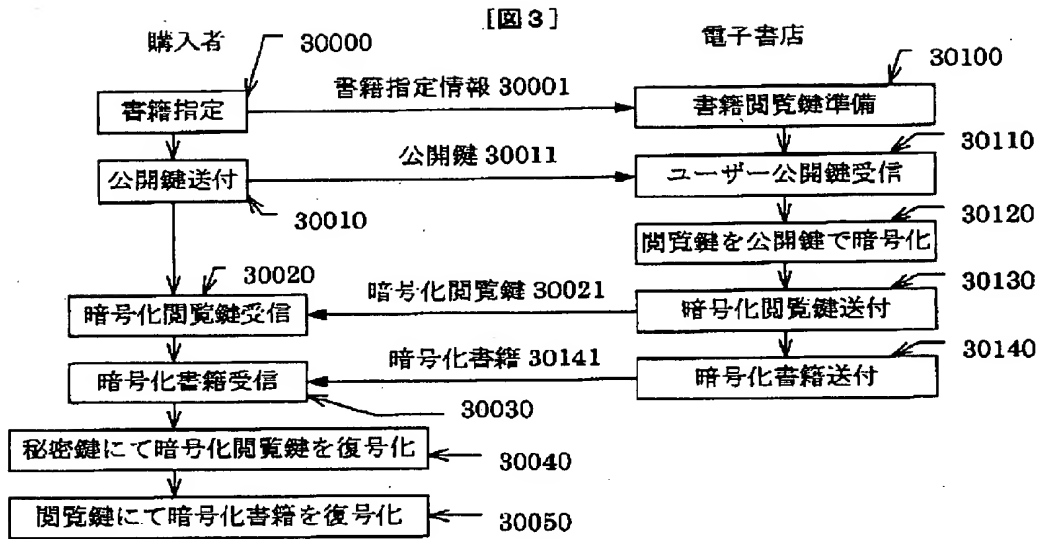 [図3]
購入者
30000
電子書店
30100
書籍指定
書籍指定情報 30001
書籍閲覧鍵準備
30110
公開鍵送付
公開鍵 30011
ユーザー公開鍵受信
30010
30120
閲覧鍵を公開鍵で暗号化
30020
30130
暗号化閲覧鍵受信
暗号化閲覧鍵 30021
暗号化閲覧鍵送付
30140
暗号化書籍受信
暗号化書籍 30141
暗号化書籍送付
30030
秘密鍵にて暗号化閲覧鍵を復号化
30040
閲覧鍵にて暗号化書籍を復号化
30050